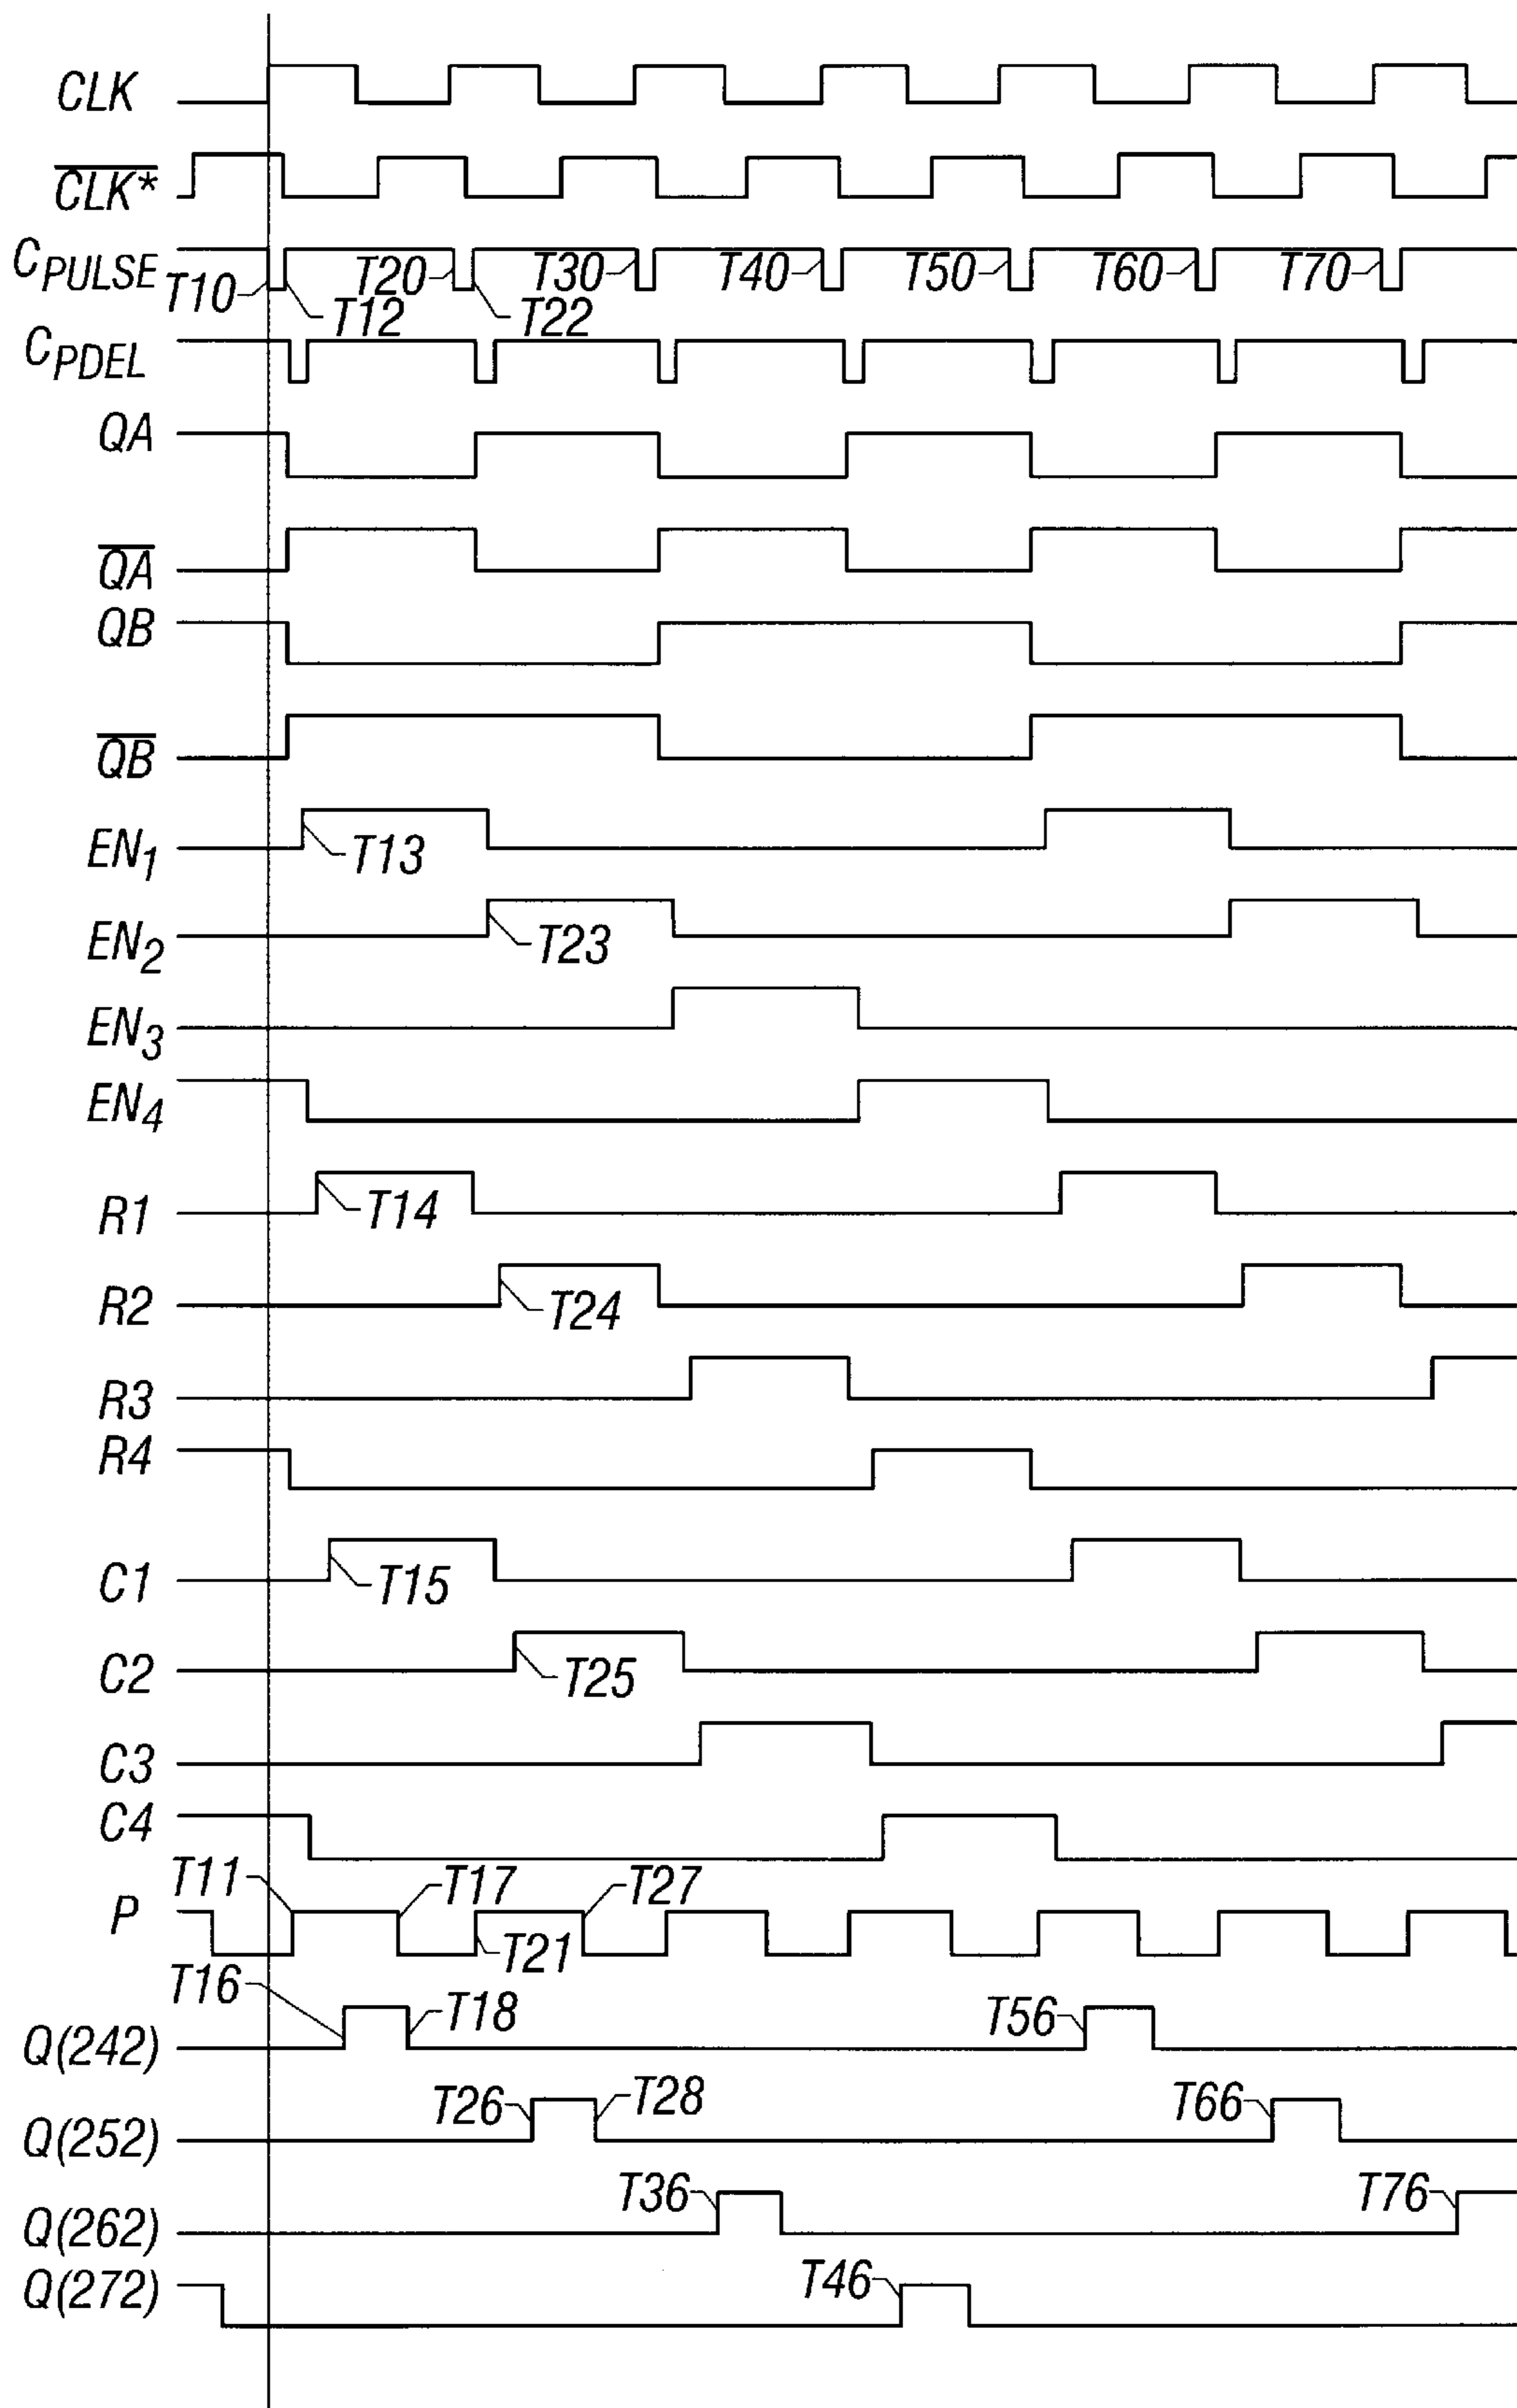 CLK
CLK*
CPULSE T10 T12 T20 T22 T30 T40 T50 T60 T70
CPDEL
QA
QA
QB
QB
EN1 T13
EN2 T23
EN3
EN4
R1 T14
R2 T24
R3
R4
C1 T15
C2 T25
C3
C4
P T11 T17 T21 T27
Q(242) T16 T18 T56
Q(252) T26 T28 T66
Q(262) T36 T76
Q(272) T46